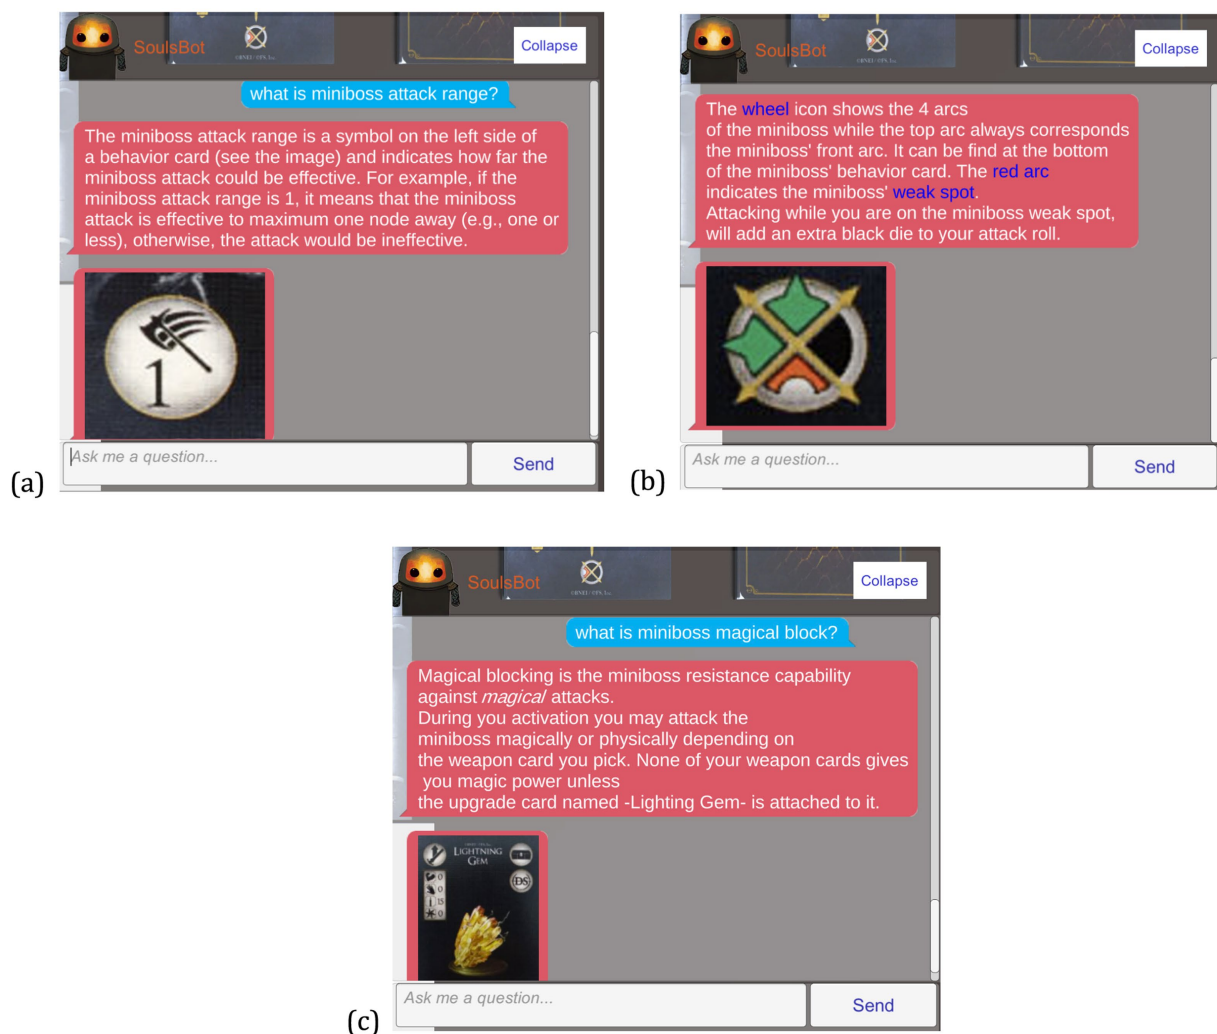 SoulsBot
Collapse
what is miniboss attack range?
The miniboss attack range is a symbol on the left side of
a behavior card (see the image) and indicates how far the
miniboss attack could be effective. For example, if the
miniboss attack range is 1, it means that the miniboss
attack is effective to maximum one node away (e.g., one or
less), otherwise, the attack would be ineffective.
1
Ask me a question...
Send
(a)
SoulsBot
Collapse
The wheel icon shows the 4 arcs
of the miniboss while the top arc always corresponds
the miniboss' front arc. It can be find at the bottom
of the miniboss' behavior card. The red arc
indicates the miniboss' weak spot.
Attacking while you are on the miniboss weak spot,
will add an extra black die to your attack roll.
Ask me a question...
Send
(b)
SoulsBot
Collapse
what is miniboss magical block?
Magical blocking is the miniboss resistance capability
against magical attacks.
During you activation you may attack the
miniboss magically or physically depending on
the weapon card you pick. None of your weapon cards gives
you magic power unless
the upgrade card named -Lighting Gem- is attached to it.
LIGHTNING
GEM
0
0
15
0
DS
Ask me a question...
Send
(c)